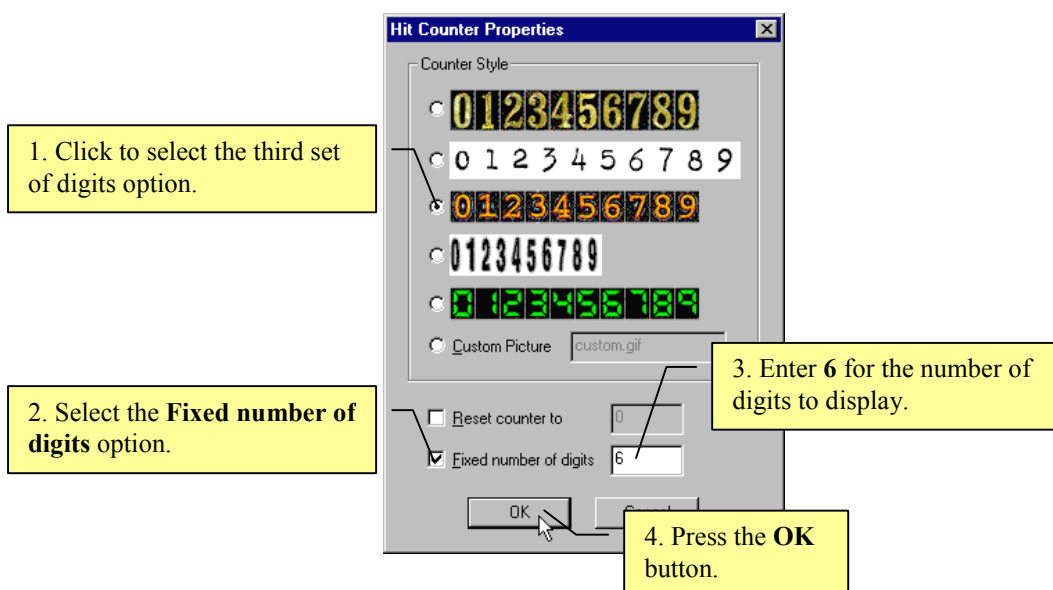 Hit Counter Properties
Counter Style
0123456789
1. Click to select the third set
of digits option.
0 1 2 3 4 5 6 7 8 9
0123456789
0123456789
0123456789
Custom Picture custom.gif
3. Enter 6 for the number of
digits to display.
2. Select the Fixed number of
digits option.
Reset counter to 0
Fixed number of digits 6
OK
4. Press the OK
button.